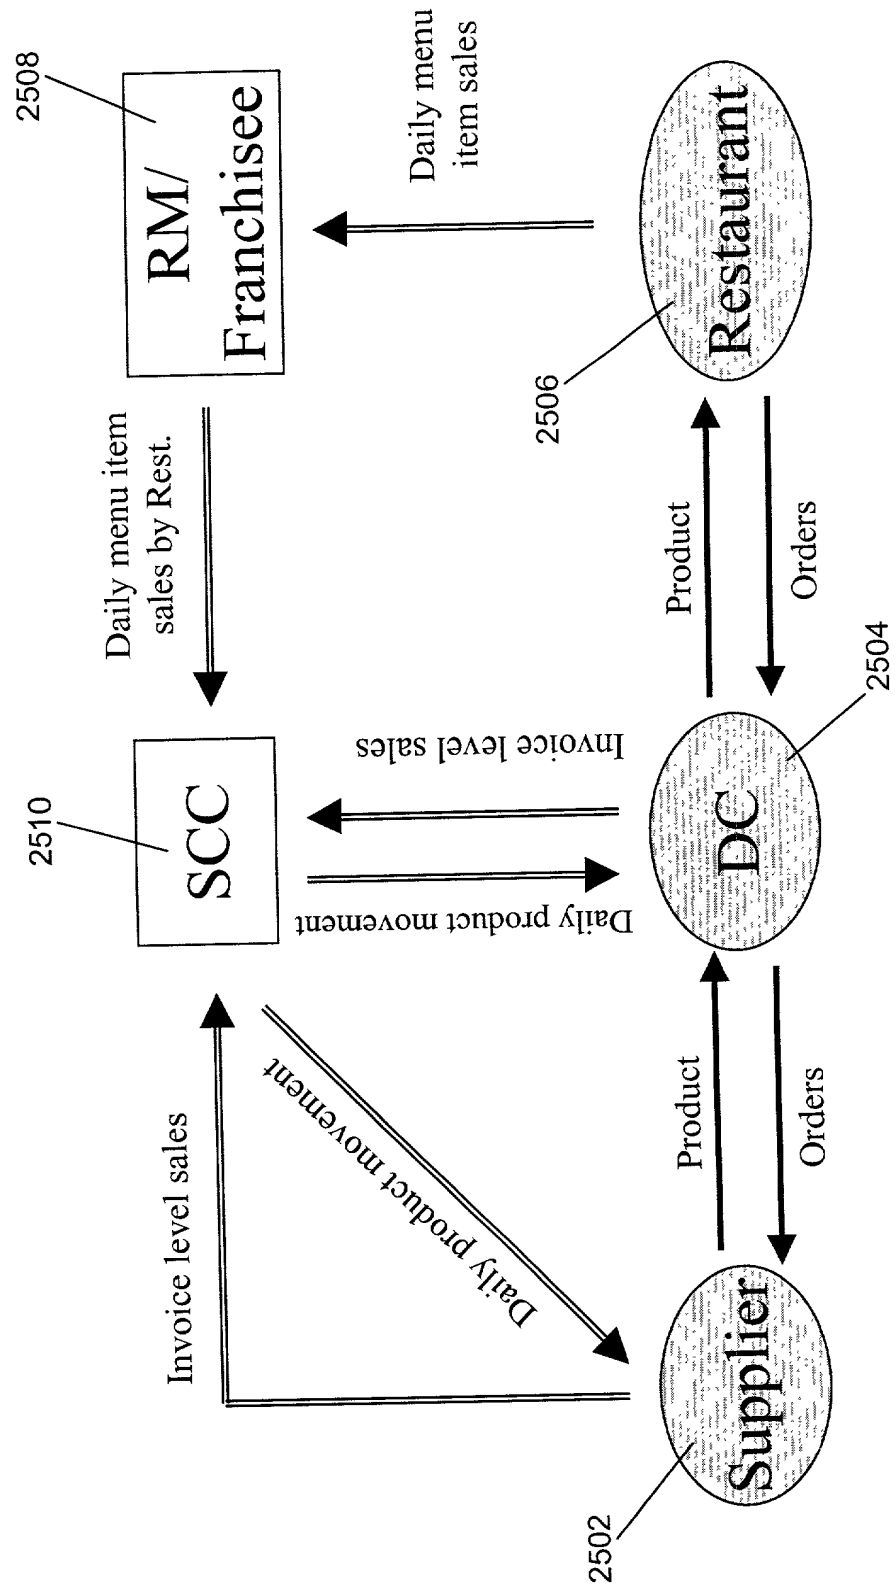 2508
RM/
Franchisee
Daily menu
item sales
Daily menu item
sales by Rest.
2510
SCC
Invoice level sales
Daily product movement
Invoice level sales
Daily product movement
2506
Restaurant
Product
Orders
2504
DC
Product
Orders
2502
Supplier